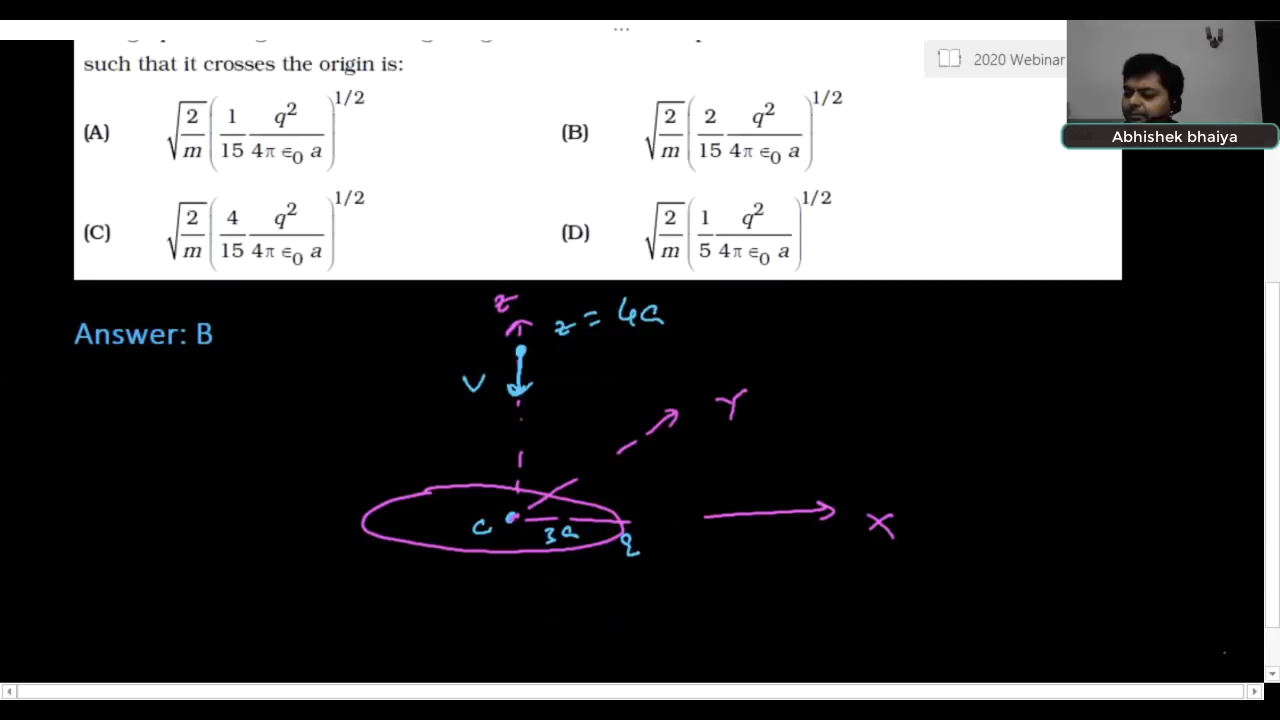 ...
such that it crosses the origin is:
2020 Webinar
Abhishek bhaiya
(A) √(2/m) (1/15 q²/4π ∈₀ a)^1/2
(B) √(2/m) (2/15 q²/4π ∈₀ a)^1/2
(C) √(2/m) (4/15 q²/4π ∈₀ a)^1/2
(D) √(2/m) (1/5 q²/4π ∈₀ a)^1/2
Answer: B
z
z = 4a
V
Y
C
3a
q
X